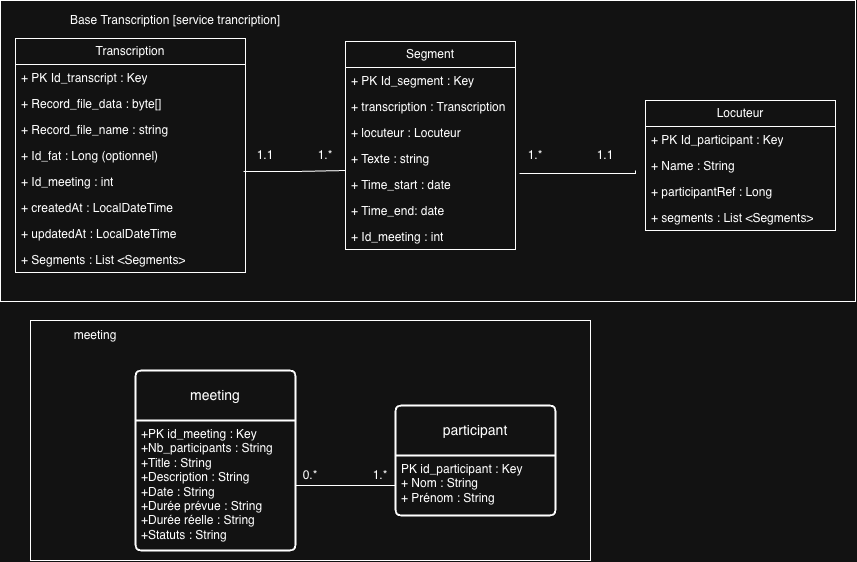 Base Transcription [service trancription]
Transcription
+ PK Id_transcript : Key
+ Record_file_data : byte[]
+ Record_file_name : string
+ Id_fat : Long (optionnel)
+ Id_meeting : int
+ createdAt : LocalDateTime
+ updatedAt : LocalDateTime
+ Segments : List <Segments>
1.1
1.*
Segment
+ PK Id_segment : Key
+ transcription : Transcription
+ locuteur : Locuteur
+ Texte : string
+ Time_start : date
+ Time_end: date
+ Id_meeting : int
1.*
1.1
Locuteur
+ PK Id_participant : Key
+ Name : String
+ participantRef : Long
+ segments : List <Segments>
meeting
meeting
+PK id_meeting : Key
+Nb_participants : String
+Title : String
+Description : String
+Date : String
+Durée prévue : String
+Durée réelle : String
+Statuts : String
0.*
1.*
participant
PK id_participant : Key
+ Nom : String
+ Prénom : String